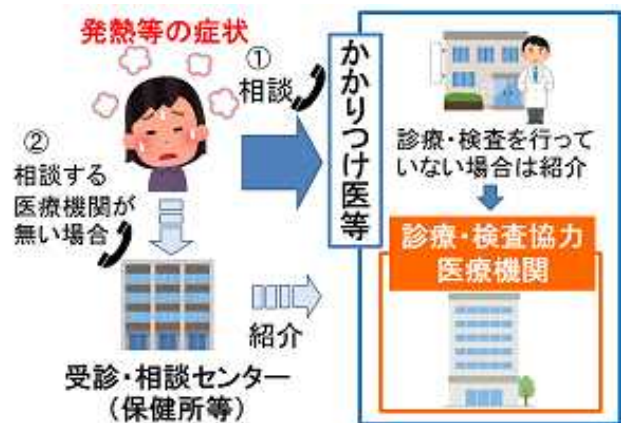 発熱等の症状
①
相談
②
相談する
医療機関が
無い場合
かかりつけ医等
診療・検査を行って
いない場合は紹介
診療・検査協力
医療機関
紹介
受診・相談センター
(保健所等)